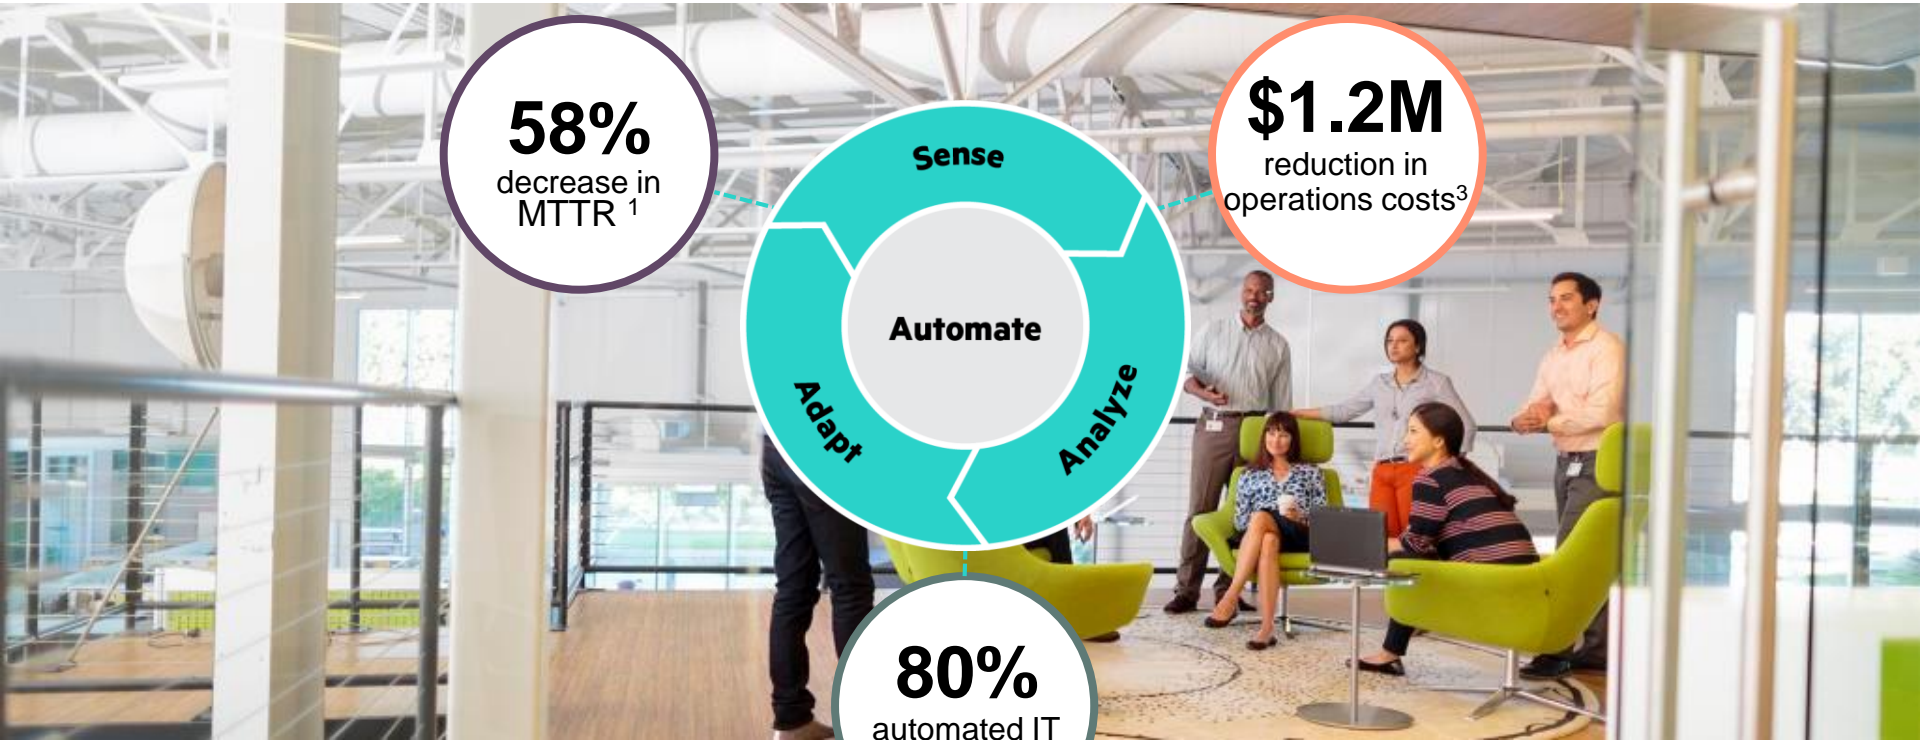 58%
decrease in
MTTR 1
$1.2M
reduction in
operations costs3
Sense
Automate
Adapt
Analyze
80%
automated IT